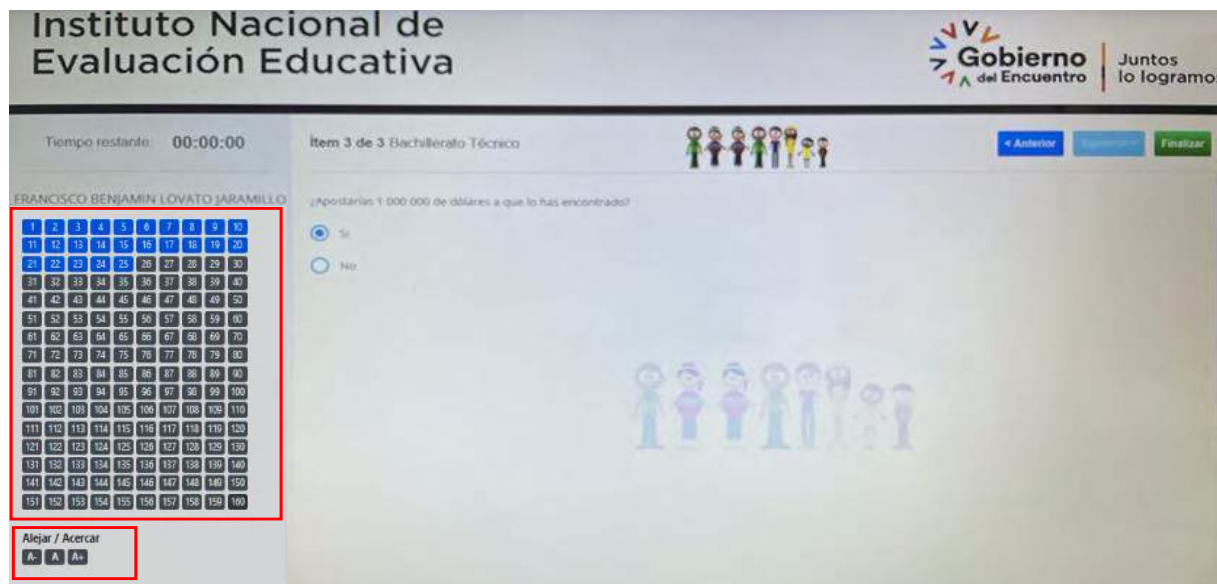 Instituto Nacional de
Evaluación Educativa
Gobierno
del Encuentro
Juntos
lo logramo
Tiempo restante: 00:00:00
Ítem 3 de 3 Bachillerato Técnico
< Anterior
Finalizar
FRANCISCO BENJAMIN LOVATO JARAMILLO
¿Apostarías 1 000 000 de dólares a que lo has encontrado?
Si
No
1 2 3 4 5 6 7 8 9 10
11 12 13 14 15 16 17 18 19 20
21 22 23 24 25 26 27 28 29 30
31 32 33 34 35 36 37 38 39 40
41 42 43 44 45 46 47 48 49 50
51 52 53 54 55 56 57 58 59 60
61 62 63 64 65 66 67 68 69 70
71 72 73 74 75 76 77 78 79 80
81 82 83 84 85 86 87 88 89 90
91 92 93 94 95 96 97 98 99 100
101 102 103 104 105 106 107 108 109 110
111 112 113 114 115 116 117 118 119 120
121 122 123 124 125 126 127 128 129 130
131 132 133 134 135 136 137 138 139 140
141 142 143 144 145 146 147 148 149 150
151 152 153 154 155 156 157 158 159 160
Alejar / Acercar
A- A A+